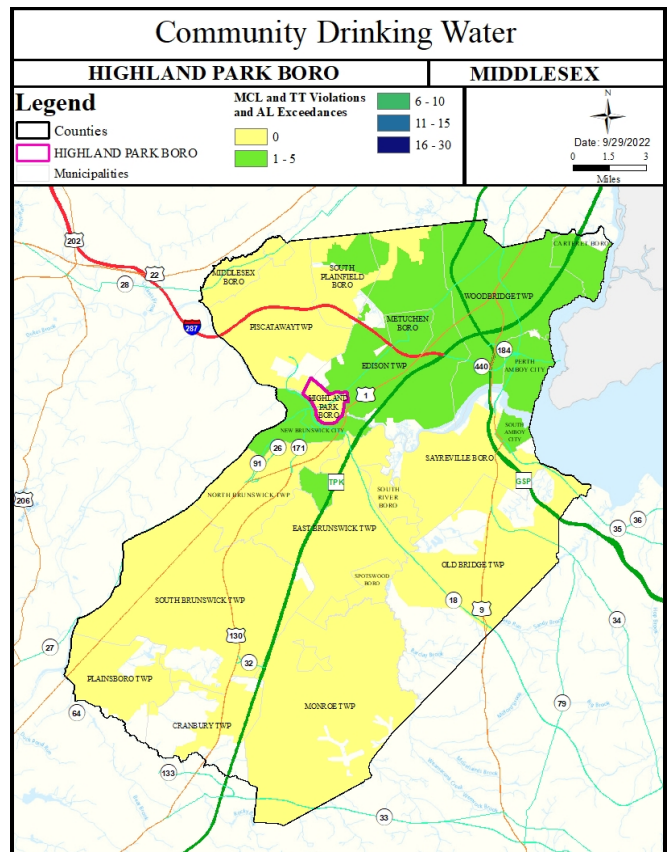 Community Drinking Water
HIGHLAND PARK BORO
MIDDLESEX
Legend
Counties
HIGHLAND PARK BORO
Municipalities
MCL and TT Violations
and AL Exceedances
0
1 - 5
6 - 10
11 - 15
16 - 30
N
Date: 9/29/2022
0 1.5 3
Miles
202
22
28
287
MIDDLESEX
BORO
SOUTH
PLAINFIELD
BORO
CARTERET BORO
WOODBRIDGE TWP
PISCATAWAY TWP
METUCHEN
BORO
EDISON TWP
184
440
PERTH
AMBOY CITY
1
HIGHLAND
PARK
BORO
NEW BRUNSWICK CITY
SOUTH
AMBOY
CITY
26
171
91
SAYREVILLE BORO
TPK
GSP
NORTH BRUNSWICK TWP
SOUTH
RIVER
BORO
206
EAST BRUNSWICK TWP
35
36
OLD BRIDGE TWP
SPOTSWOOD
BORO
SOUTH BRUNSWICK TWP
18
9
34
130
27
32
PLAINSBORO TWP
MONROE TWP
64
CRANBURY TWP
79
133
33